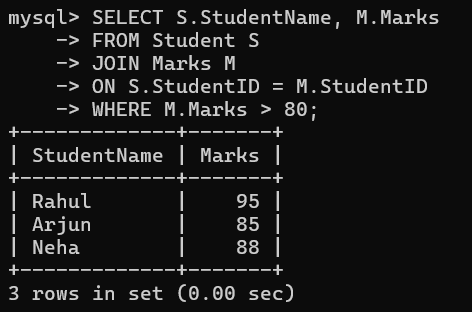 mysql> SELECT S.StudentName, M.Marks
    -> FROM Student S
    -> JOIN Marks M
    -> ON S.StudentID = M.StudentID
    -> WHERE M.Marks > 80;
+-------------+-------+
| StudentName | Marks |
+-------------+-------+
| Rahul       |    95 |
| Arjun       |    85 |
| Neha        |    88 |
+-------------+-------+
3 rows in set (0.00 sec)